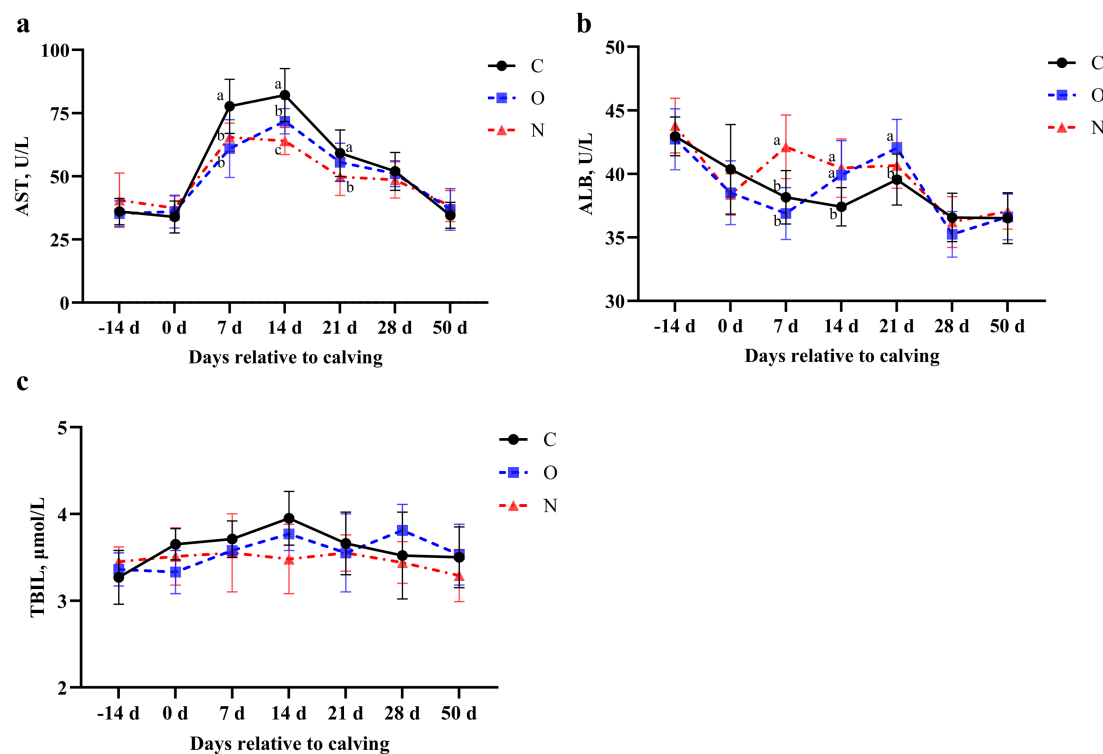 a
AST, U/L
100
75
50
25
0
a
b
b
a
b
c
a
b
-14 d 0 d 7 d 14 d 21 d 28 d 50 d
Days relative to calving
C
O
N
b
ALB, U/L
50
45
40
35
30
a
b
b
a
a
b
a
b
-14 d 0 d 7 d 14 d 21 d 28 d 50 d
Days relative to calving
C
O
N
c
TBIL, μmol/L
5
4
3
2
-14 d 0 d 7 d 14 d 21 d 28 d 50 d
Days relative to calving
C
O
N